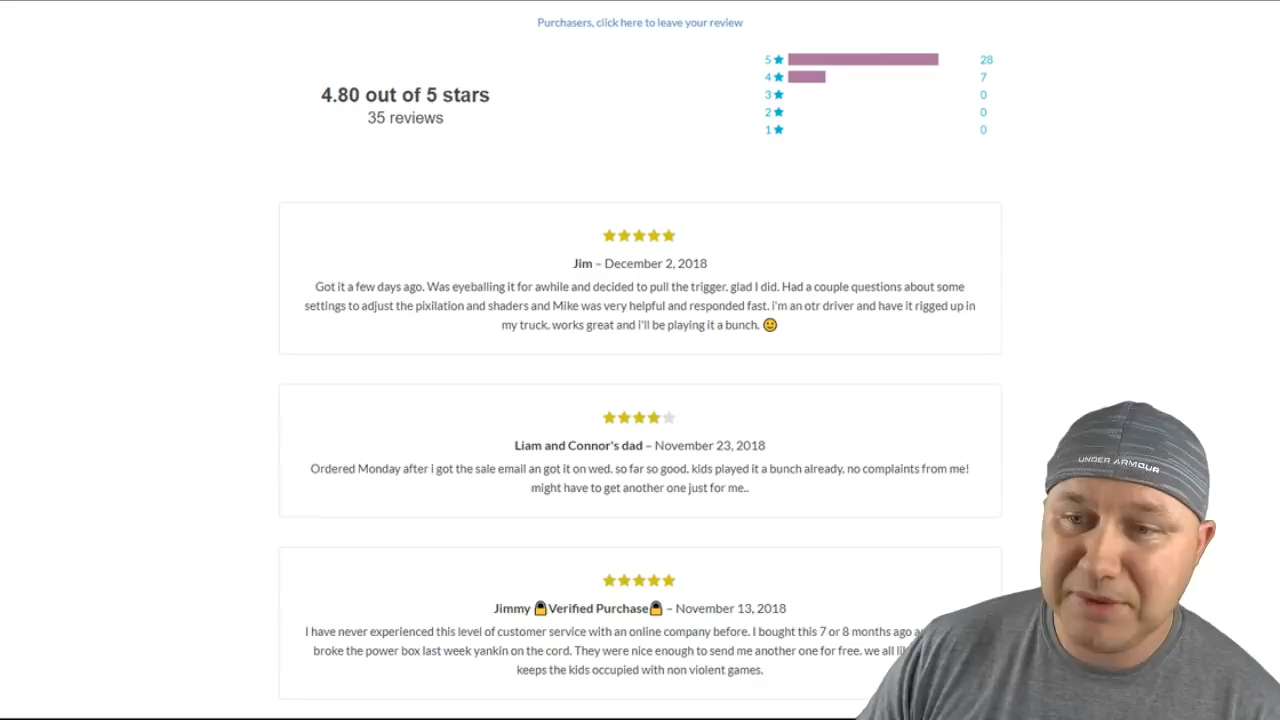 Purchasers, click here to leave your review
4.80 out of 5 stars
35 reviews
5 28
4 7
3 0
2 0
1 0
Jim – December 2, 2018
Got it a few days ago. Was eyeballing it for awhile and decided to pull the trigger. glad I did. Had a couple questions about some
settings to adjust the pixilation and shaders and Mike was very helpful and responded fast. i'm an otr driver and have it rigged up in
my truck. works great and i'll be playing it a bunch.
Liam and Connor's dad – November 23, 2018
Ordered Monday after i got the sale email an got it on wed. so far so good. kids played it a bunch already. no complaints from me!
might have to get another one just for me..
Jimmy Verified Purchase – November 13, 2018
I have never experienced this level of customer service with an online company before. I bought this 7 or 8 months ago
broke the power box last week yankin on the cord. They were nice enough to send me another one for free. we all
keeps the kids occupied with non violent games.
UNDER ARMOUR